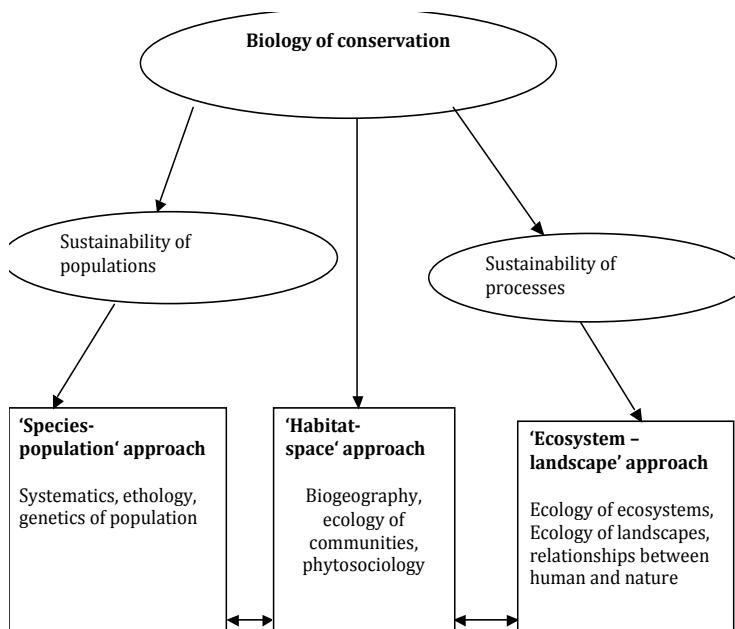 Biology of conservation
Sustainability of
populations
Sustainability of
processes
‘Species-
population‘ approach
Systematics, ethology,
genetics of population
‘Habitat-
space‘ approach
Biogeography,
ecology of
communities,
phytosociology
‘Ecosystem –
landscape’ approach
Ecology of ecosystems,
Ecology of landscapes,
relationships between
human and nature